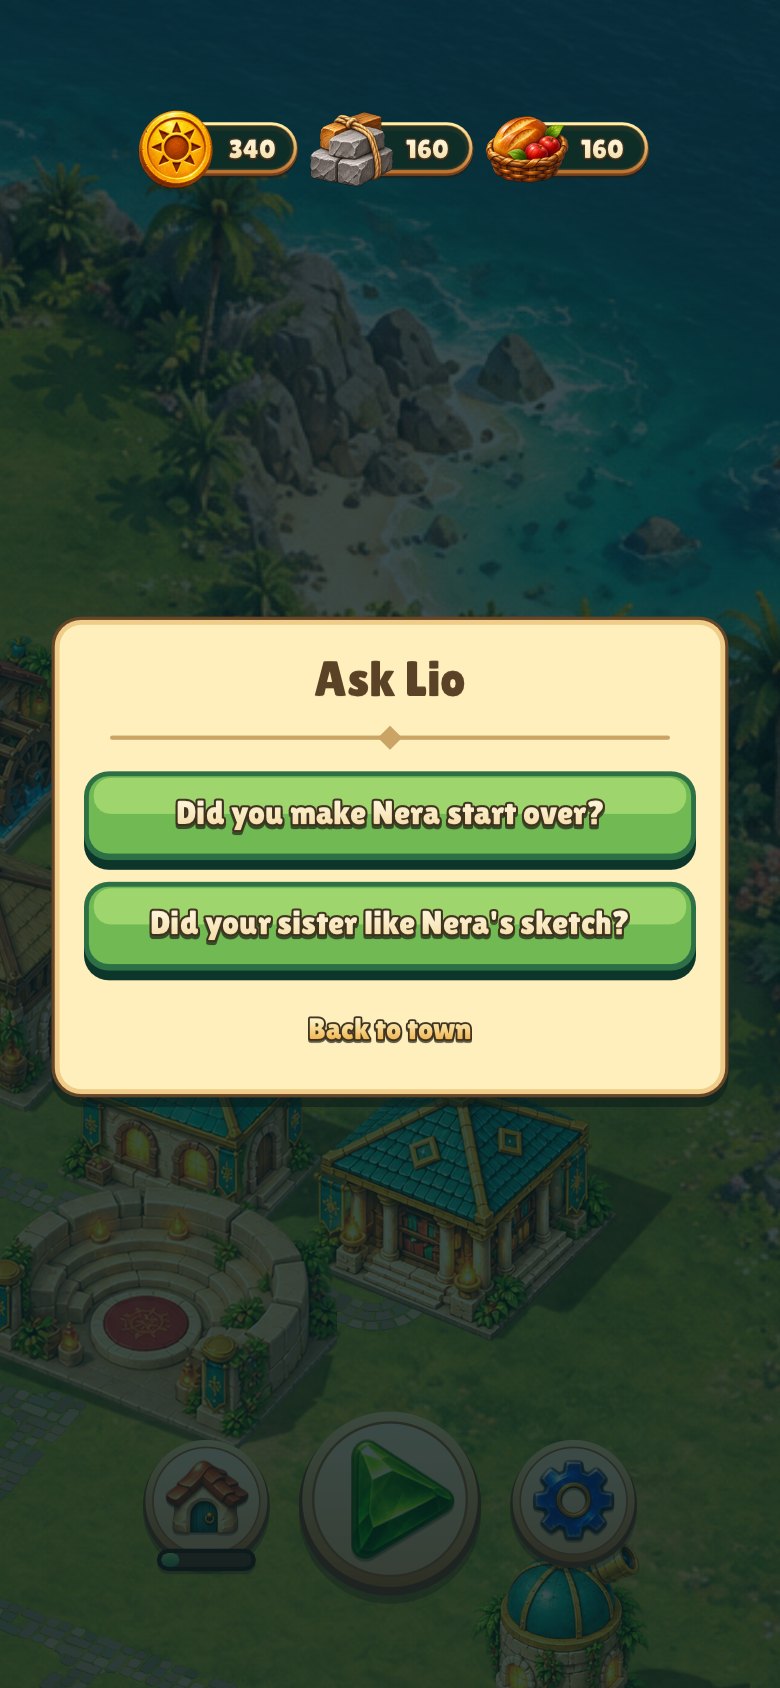 340
160
160
Ask Lio
Did you make Nera start over?
Did your sister like Nera's sketch?
Back to town